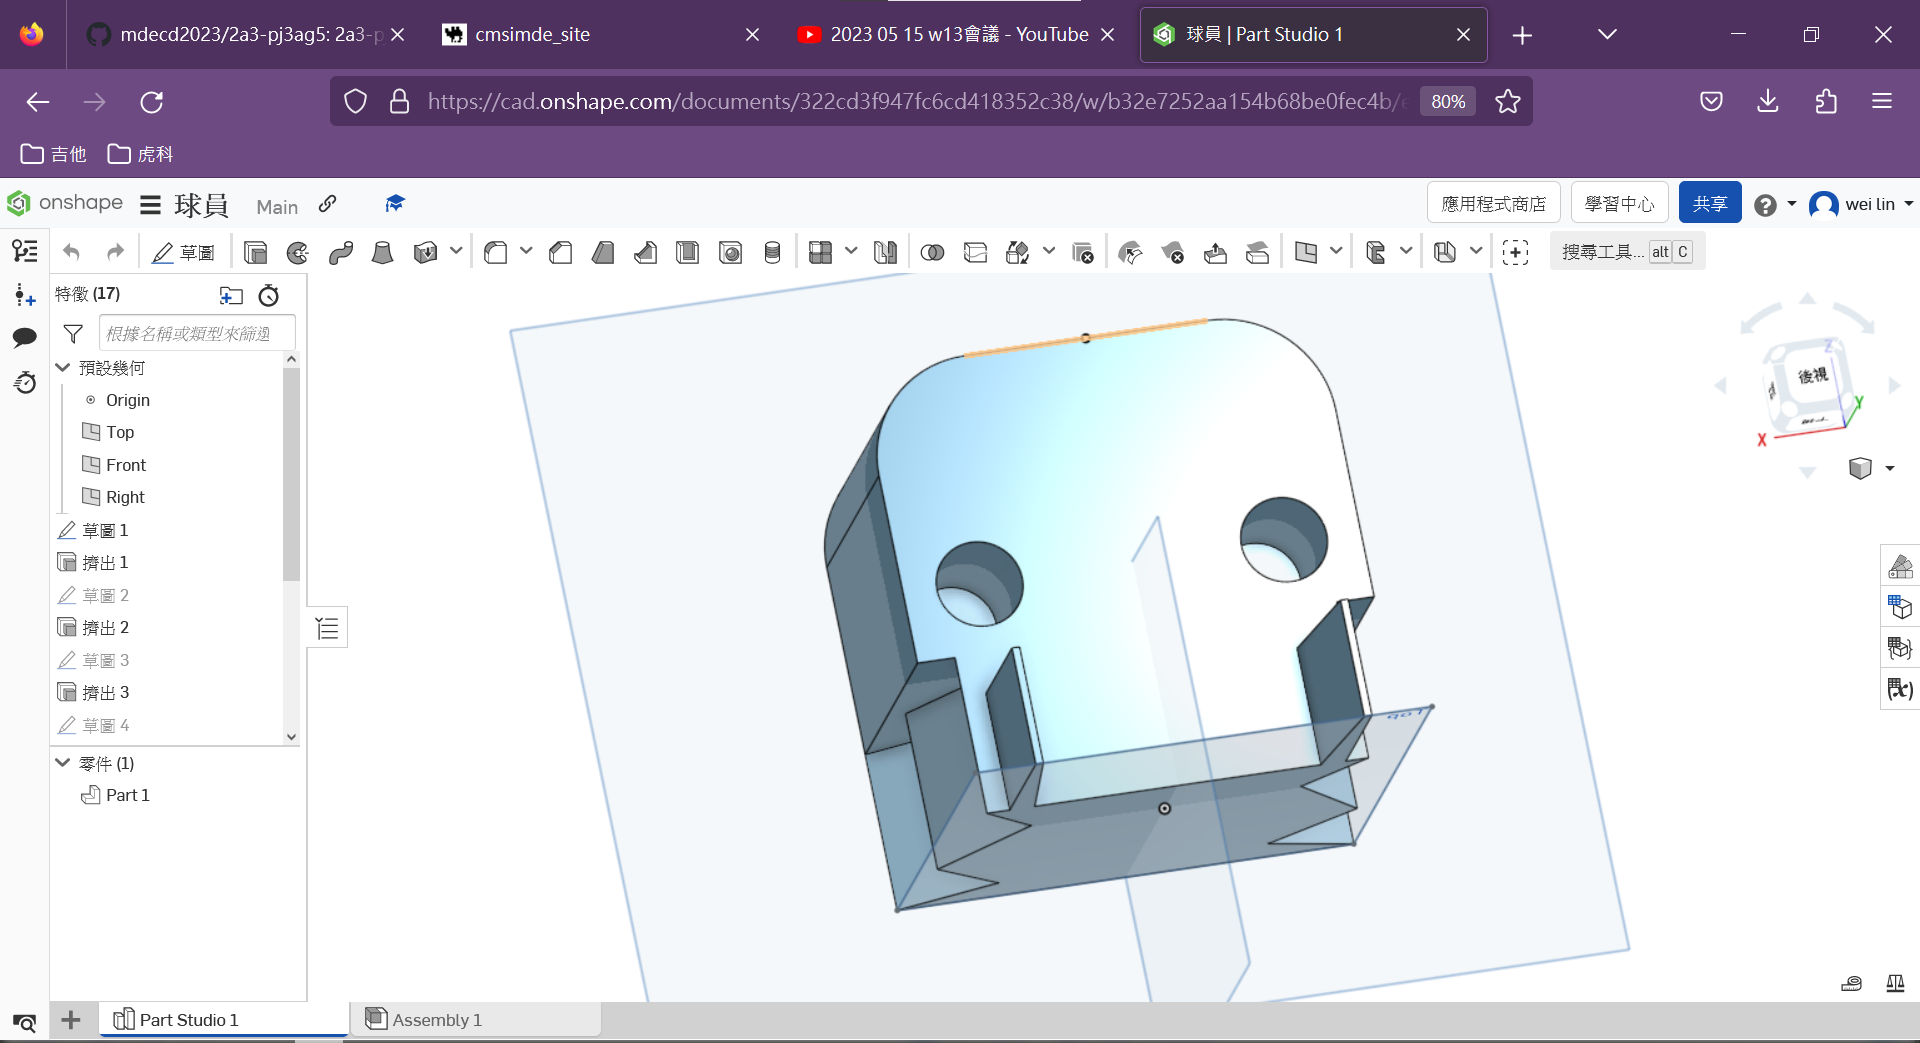 mdecd2023/2a3-pj3ag5: 2a3-p
cmsimde_site
2023 05 15 w13會議 - YouTube
球員 | Part Studio 1
https://cad.onshape.com/documents/322cd3f947fc6cd418352c38/w/b32e7252aa154b68be0fec4b/e
80%
吉他
虎科
onshape
球員
Main
應用程式商店
學習中心
共享
wei lin
草圖
搜尋工具... alt C
特徵 (17)
根據名稱或類型來篩選
預設幾何
Origin
Top
Front
Right
草圖 1
擠出 1
草圖 2
擠出 2
草圖 3
擠出 3
草圖 4
零件 (1)
Part 1
Top
Z
後視
Y
X
Part Studio 1
Assembly 1